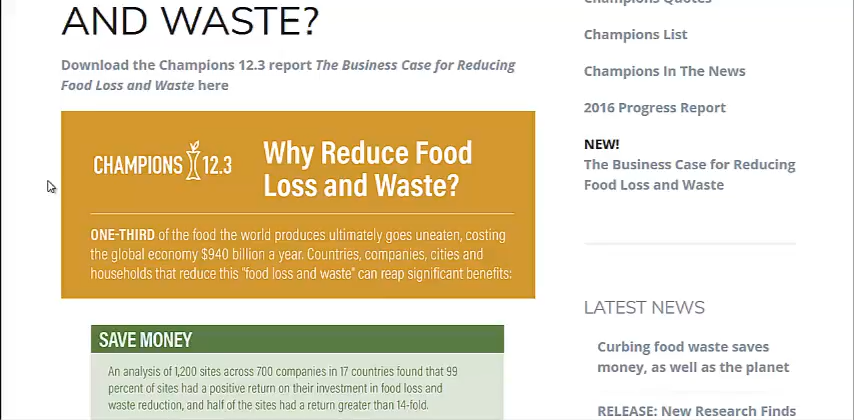 AND WASTE?
Download the Champions 12.3 report The Business Case for Reducing
Food Loss and Waste here
CHAMPIONS 12.3
Why Reduce Food
Loss and Waste?
ONE-THIRD of the food the world produces ultimately goes uneaten, costing
the global economy $940 billion a year. Countries, companies, cities and
households that reduce this "food loss and waste" can reap significant benefits:
SAVE MONEY
An analysis of 1,200 sites across 700 companies in 17 countries found that 99
percent of sites had a positive return on their investment in food loss and
waste reduction, and half of the sites had a return greater than 14-fold.
Champions Quotes
Champions List
Champions In The News
2016 Progress Report
NEW!
The Business Case for Reducing
Food Loss and Waste
LATEST NEWS
Curbing food waste saves
money, as well as the planet
RELEASE: New Research Finds